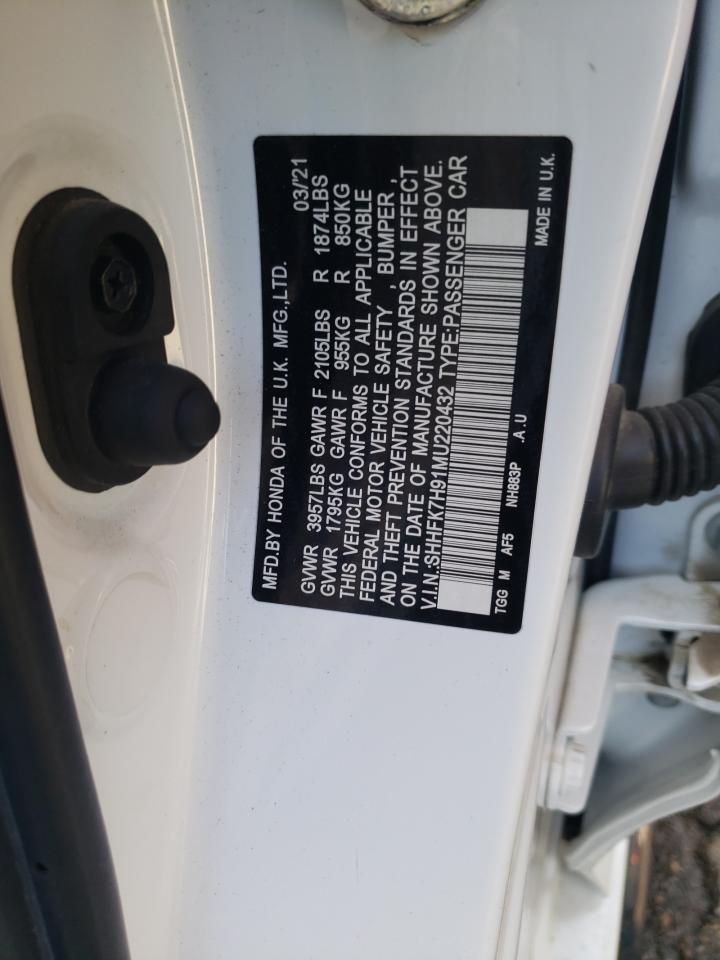 MFD.BY HONDA OF THE U.K. MFG.,LTD.
03/'21
GVWR 3957LBS GAWR F 2105LBS R 1874LBS
GVWR 1795KG GAWR F 955KG R 850KG
THIS VEHICLE CONFORMS TO ALL APPLICABLE
FEDERAL MOTOR VEHICLE SAFETY , BUMPER ,
AND THEFT PREVENTION STANDARDS IN EFFECT
ON THE DATE OF MANUFACTURE SHOWN ABOVE.
V.I.N.:SHHFK7H91MU220432 TYPE:PASSENGER CAR
TGG M AF5 NH883P .A.U MADE IN U.K.